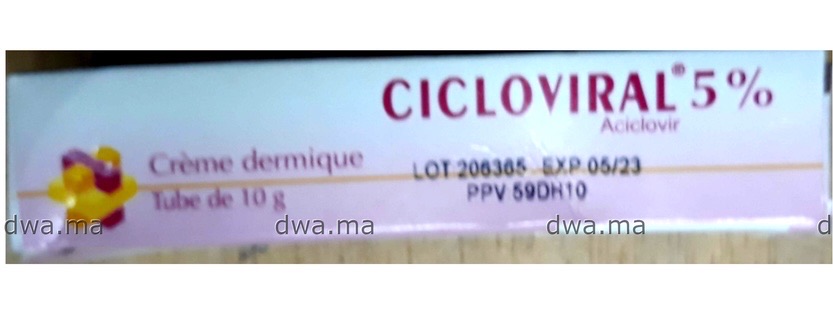 CICLOVIRAL® 5%
Aciclovir
Crème dermique
LOT 206365 EXP 05/23
Tube de 10 g
PPV 59DH10
dwa.ma dwa.ma dwa.ma d